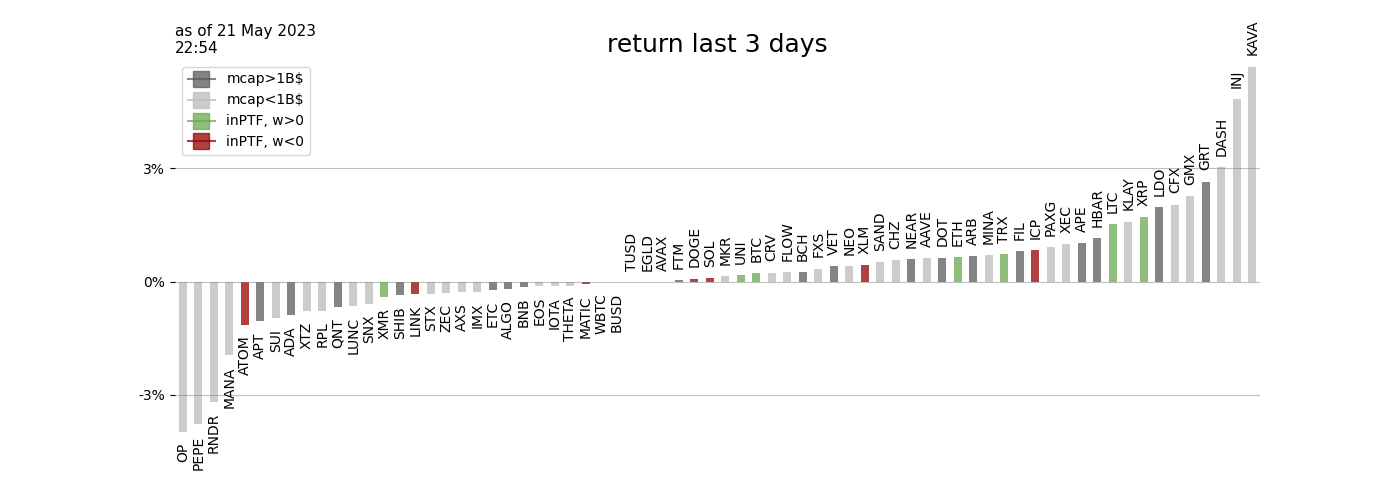 as of 21 May 2023
22:54
return last 3 days
mcap>1B$
mcap<1B$
inPTF, w>0
inPTF, w<0
3%
0%
-3%
OP
PEPE
RNDR
MANA
ATOM
APT
SUI
ADA
XTZ
RPL
QNT
LUNC
SNX
XMR
SHIB
LINK
STX
ZEC
AXS
IMX
ETC
ALGO
BNB
EOS
IOTA
THETA
MATIC
WBTC
BUSD
TUSD
EGLD
AVAX
FTM
DOGE
SOL
MKR
UNI
BTC
CRV
FLOW
BCH
FXS
VET
NEO
XLM
SAND
CHZ
NEAR
AAVE
DOT
ETH
ARB
MINA
TRX
FIL
ICP
PAXG
XEC
APE
HBAR
LTC
KLAY
XRP
LDO
CFX
GMX
GRT
DASH
INJ
KAVA